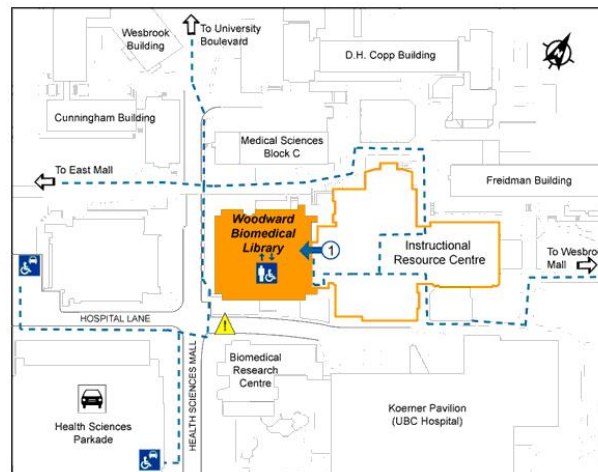 To University
Boulevard
Wesbrook
Building
D.H. Copp Building
Cunningham Building
Medical Sciences
Block C
To East Mall
Freidman Building
Woodward
Biomedical
Library
1
Instructional
Resource Centre
To Wesbro
Mall
HOSPITAL LANE
!
HEALTH SCIENCES MALL
Biomedical
Research
Centre
Koerner Pavilion
(UBC Hospital)
Health Sciences
Parkade